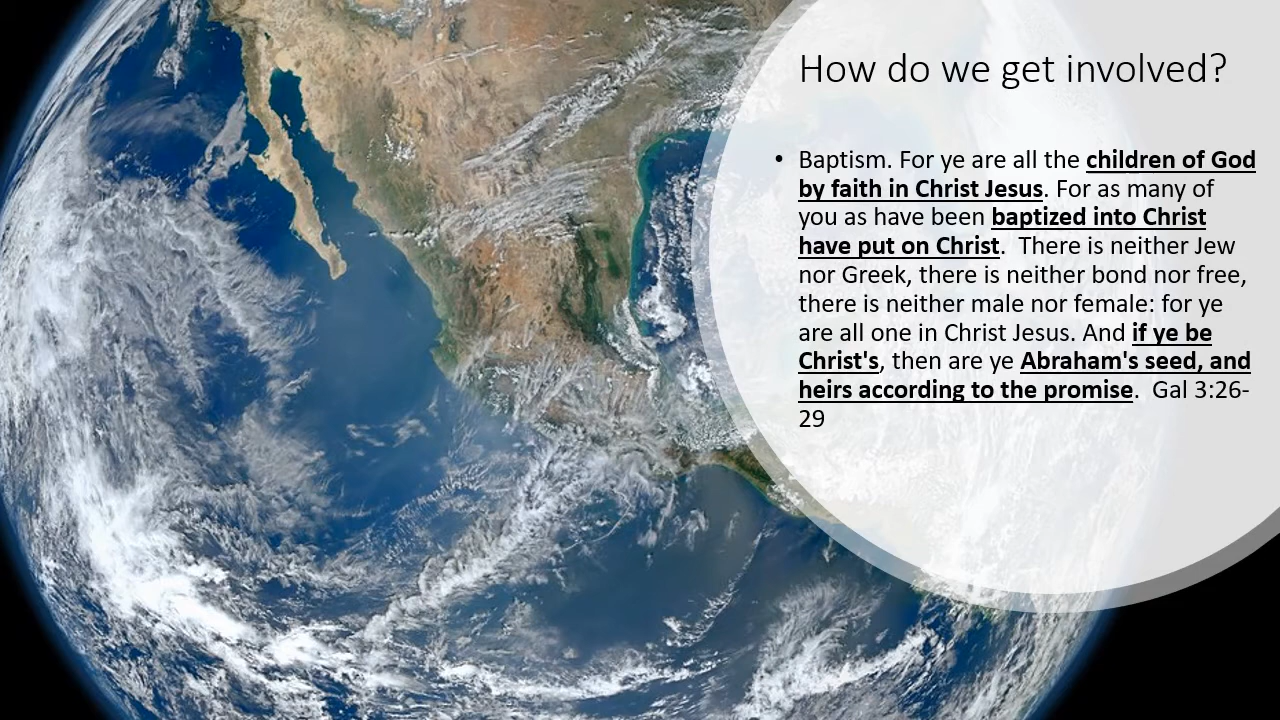 How do we get involved?
• Baptism. For ye are all the children of God
by faith in Christ Jesus. For as many of
you as have been baptized into Christ
have put on Christ.  There is neither Jew
nor Greek, there is neither bond nor free,
there is neither male nor female: for ye
are all one in Christ Jesus. And if ye be
Christ's, then are ye Abraham's seed, and
heirs according to the promise.  Gal 3:26-
29